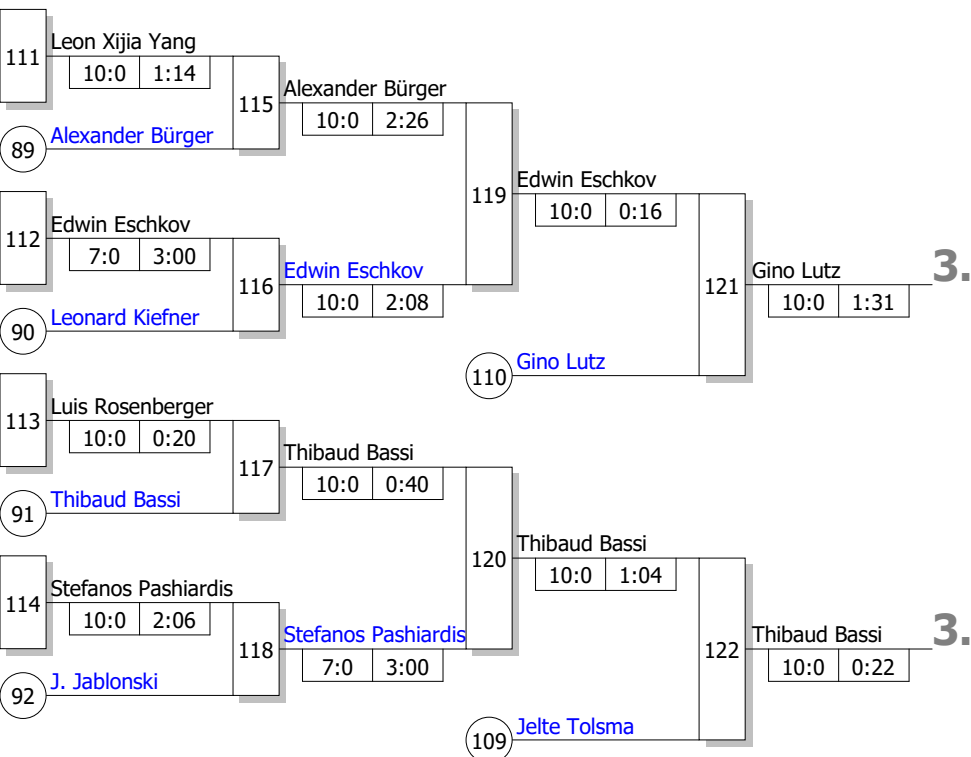 111
Leon Xijia Yang
10:0 1:14
89
Alexander Bürger
115
Alexander Bürger
10:0 2:26
112
Edwin Eschkov
7:0 3:00
90
Leonard Kiefner
116
Edwin Eschkov
10:0 2:08
119
Edwin Eschkov
10:0 0:16
110
Gino Lutz
121
Gino Lutz
10:0 1:31
3.
113
Luis Rosenberger
10:0 0:20
91
Thibaud Bassi
117
Thibaud Bassi
10:0 0:40
114
Stefanos Pashiardis
10:0 2:06
92
J. Jablonski
118
Stefanos Pashiardis
7:0 3:00
120
Thibaud Bassi
10:0 1:04
109
Jelte Tolsma
122
Thibaud Bassi
10:0 0:22
3.